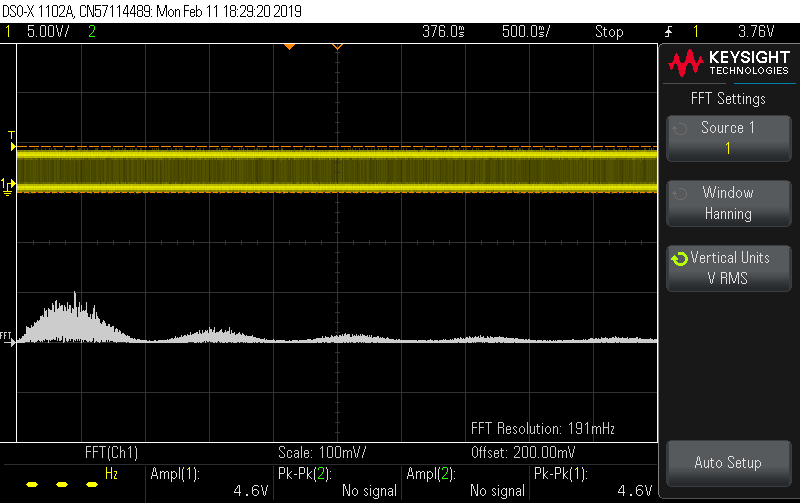 DSO-X 1102A, CN57114489: Mon Feb 11 18:29:20 2019
1 5.00V/ 2 376.0s 500.0s/ Stop 1 3.76V
KEYSIGHT
TECHNOLOGIES
FFT Settings
Source 1
1
Window
Hanning
Vertical Units
V RMS
T
1
FFT
FFT Resolution: 191mHz
Auto Setup
FFT(Ch1) Scale: 100mV/ Offset: 200.00mV
Hz Ampl(1): Pk-Pk(2): Ampl(2): Pk-Pk(1):
4.6V No signal No signal 4.6V